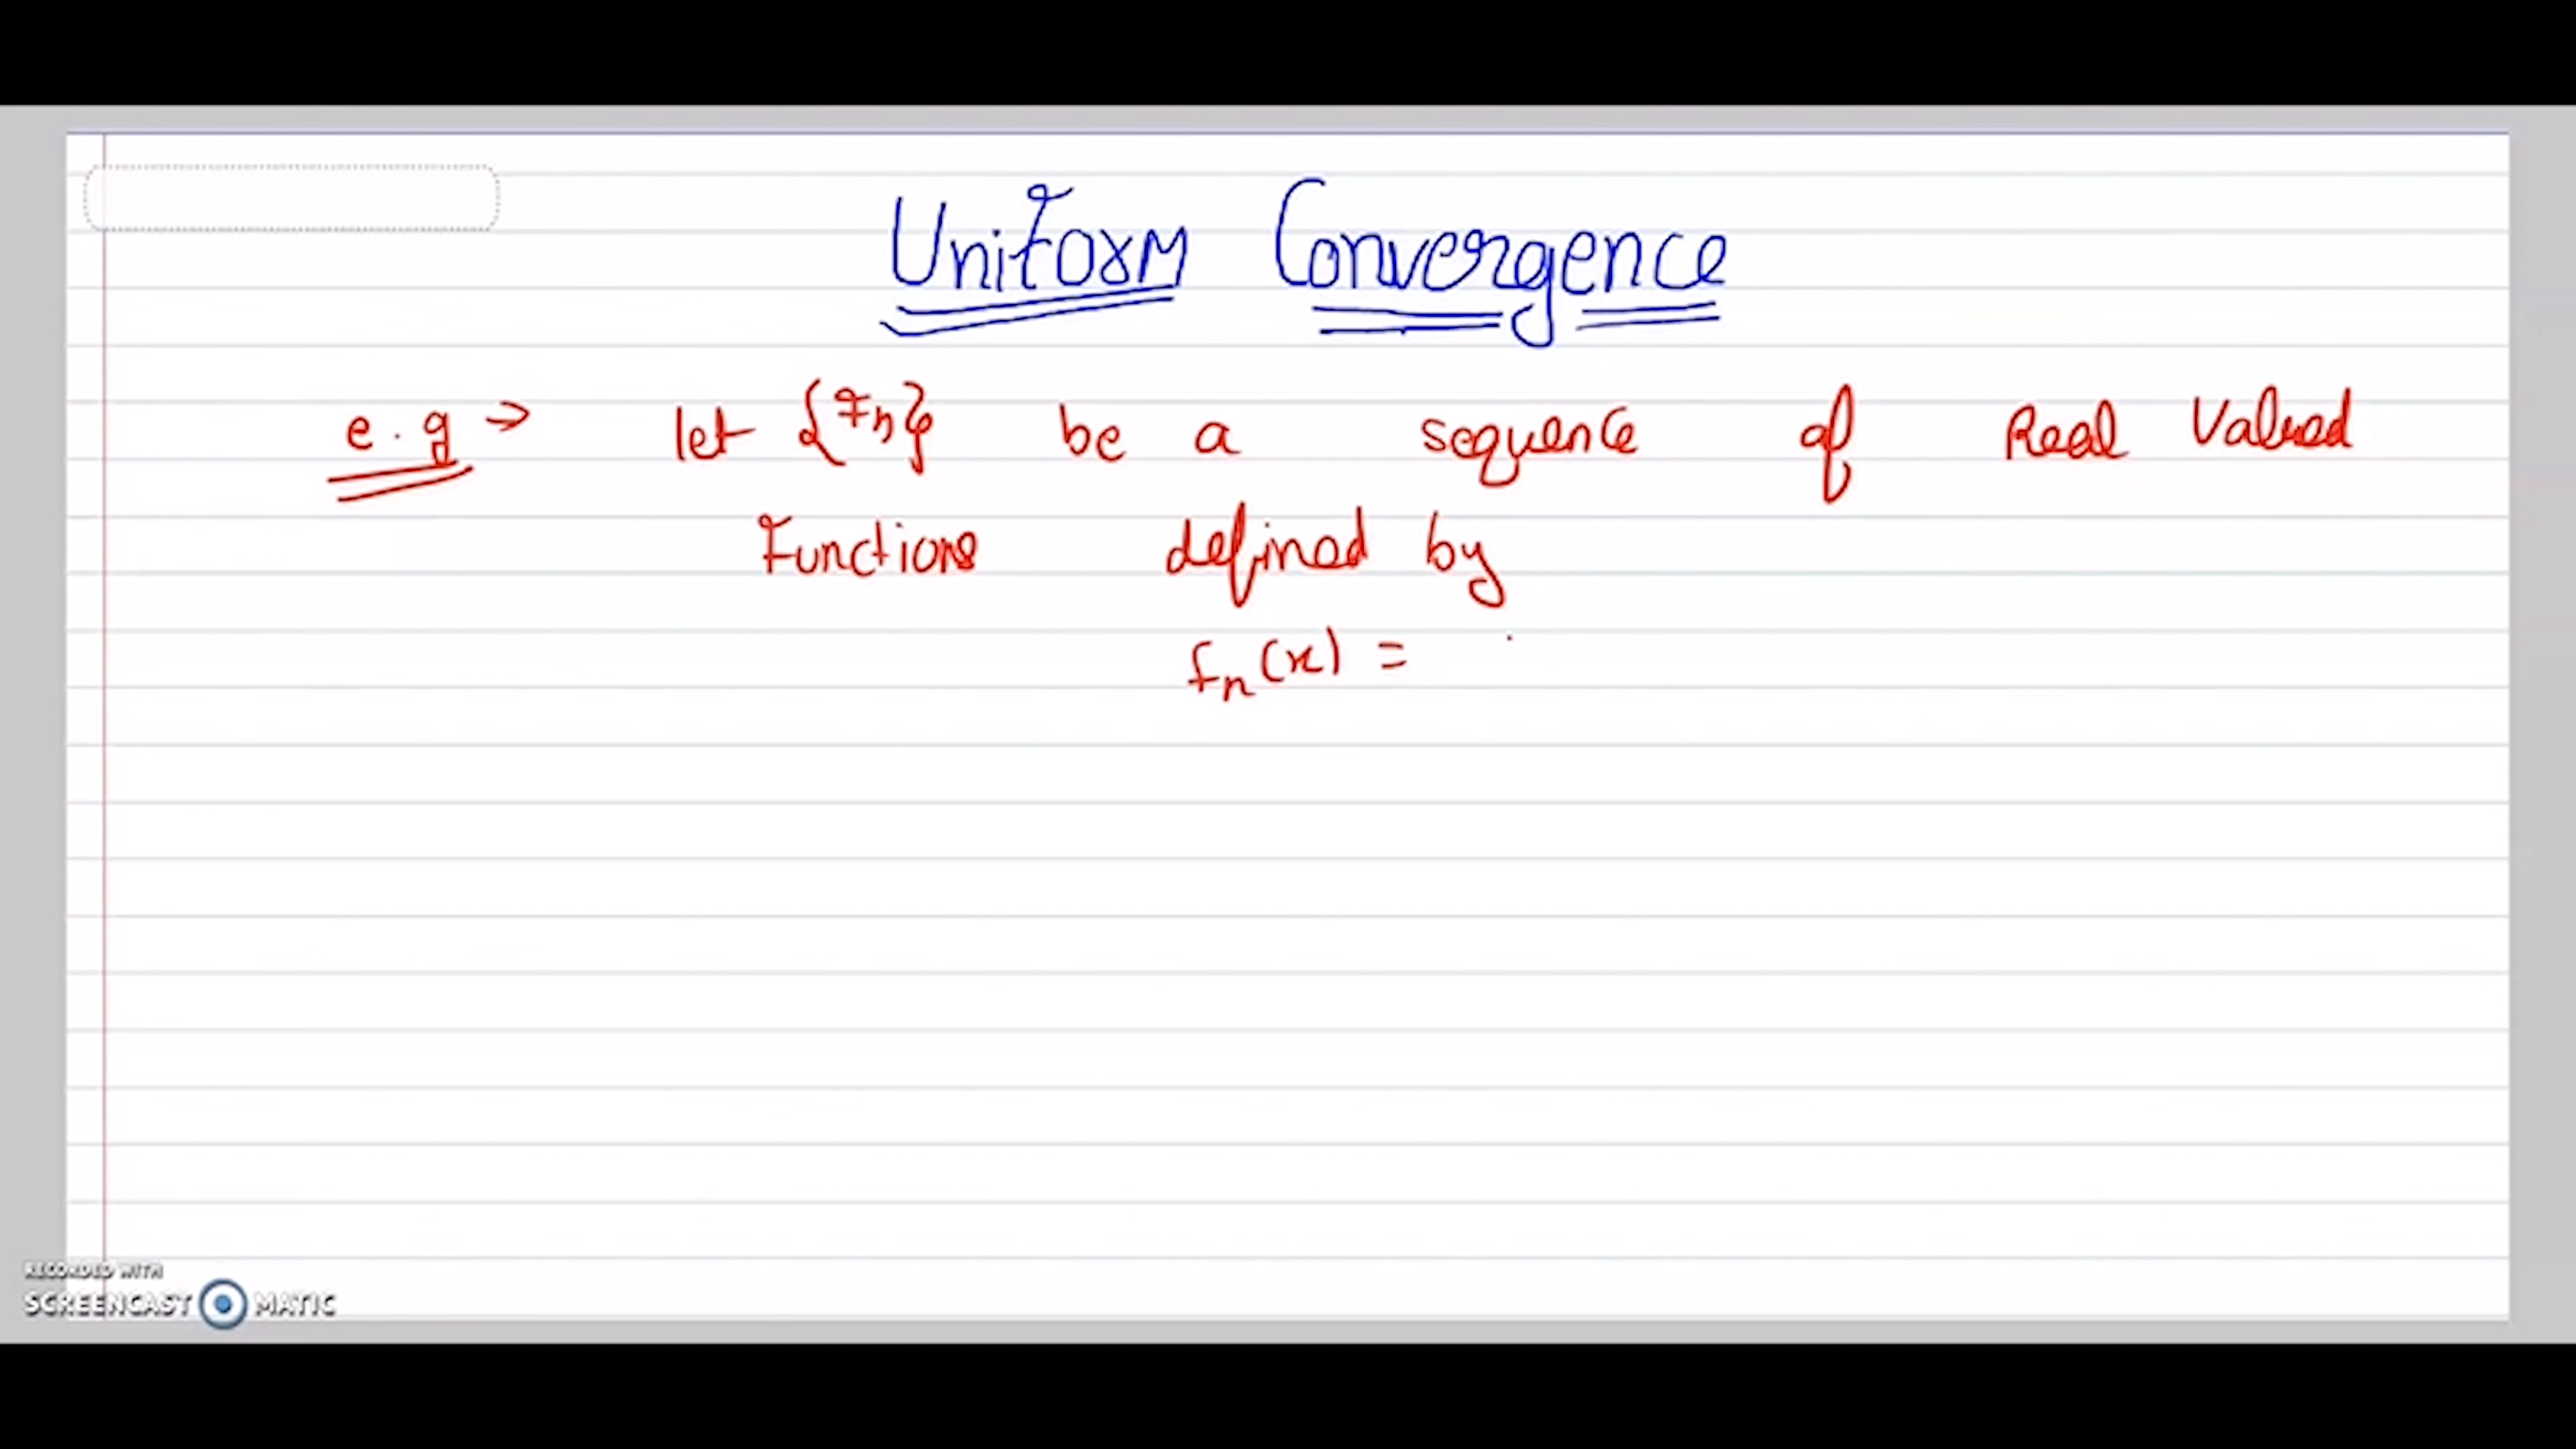 Uniform Convergence
e.g → let {fn} be a sequence of Real Valued
Functions defined by
fn(x) =
RECORDED WITH
SCREENCAST MATIC